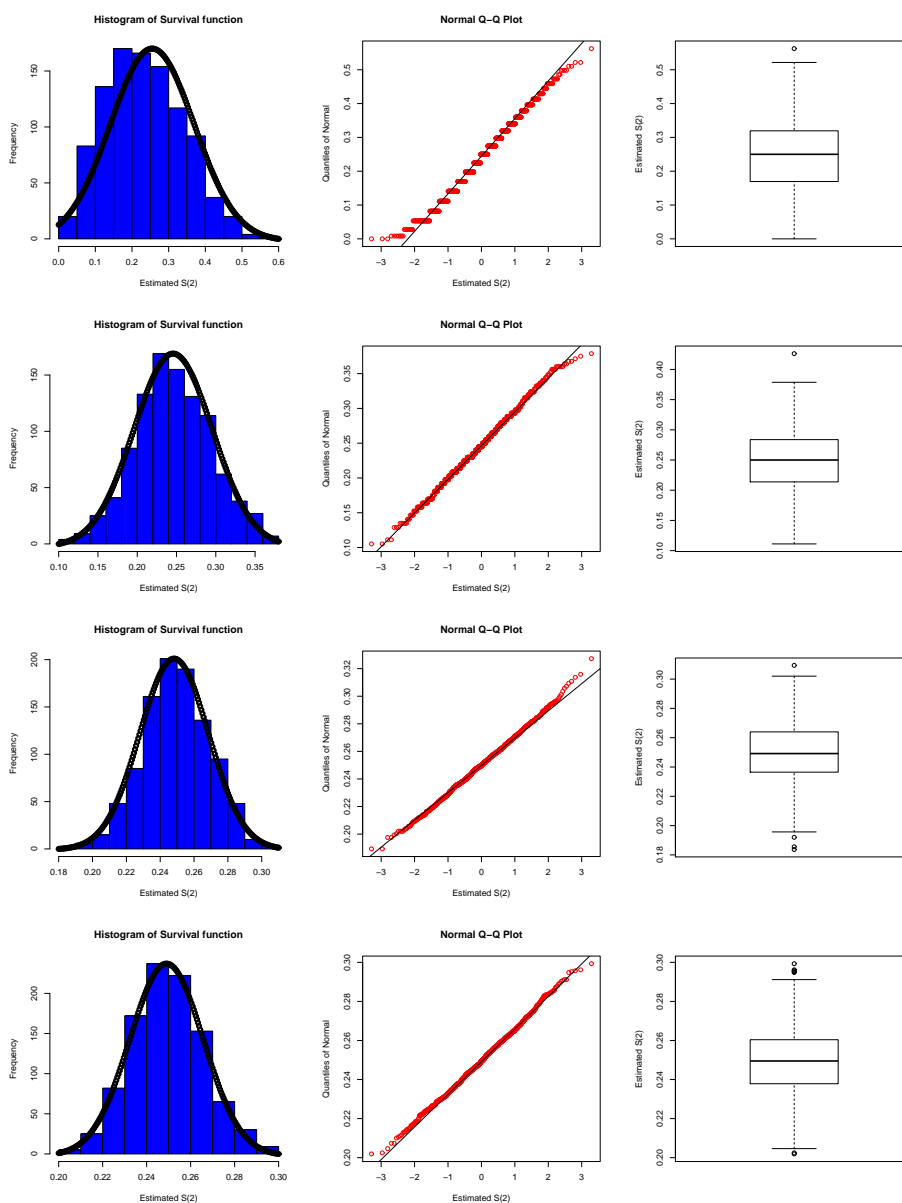 Histogram of Survival function
Frequency
0 50 100 150
0.0 0.1 0.2 0.3 0.4 0.5 0.6
Estimated S(2)
Normal Q−Q Plot
Quantiles of Normal
0.0 0.1 0.2 0.3 0.4 0.5
−3 −2 −1 0 1 2 3
Estimated S(2)
Estimated S(2)
0.0 0.1 0.2 0.3 0.4 0.5
Histogram of Survival function
Frequency
0 50 100 150
0.10 0.15 0.20 0.25 0.30 0.35
Estimated S(2)
Normal Q−Q Plot
Quantiles of Normal
0.10 0.15 0.20 0.25 0.30 0.35
−3 −2 −1 0 1 2 3
Estimated S(2)
Estimated S(2)
0.10 0.15 0.20 0.25 0.30 0.35 0.40
Histogram of Survival function
Frequency
0 50 100 150 200
0.18 0.20 0.22 0.24 0.26 0.28 0.30
Estimated S(2)
Normal Q−Q Plot
Quantiles of Normal
0.20 0.22 0.24 0.26 0.28 0.30 0.32
−3 −2 −1 0 1 2 3
Estimated S(2)
Estimated S(2)
0.18 0.20 0.22 0.24 0.26 0.28 0.30
Histogram of Survival function
Frequency
0 50 100 150 200
0.20 0.22 0.24 0.26 0.28 0.30
Estimated S(2)
Normal Q−Q Plot
Quantiles of Normal
0.20 0.22 0.24 0.26 0.28 0.30
−3 −2 −1 0 1 2 3
Estimated S(2)
Estimated S(2)
0.20 0.22 0.24 0.26 0.28 0.30